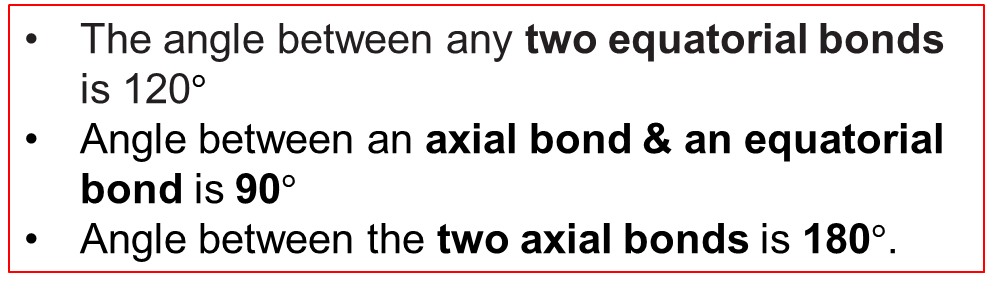 • The angle between any two equatorial bonds
is 120°
• Angle between an axial bond & an equatorial
bond is 90°
• Angle between the two axial bonds is 180°.